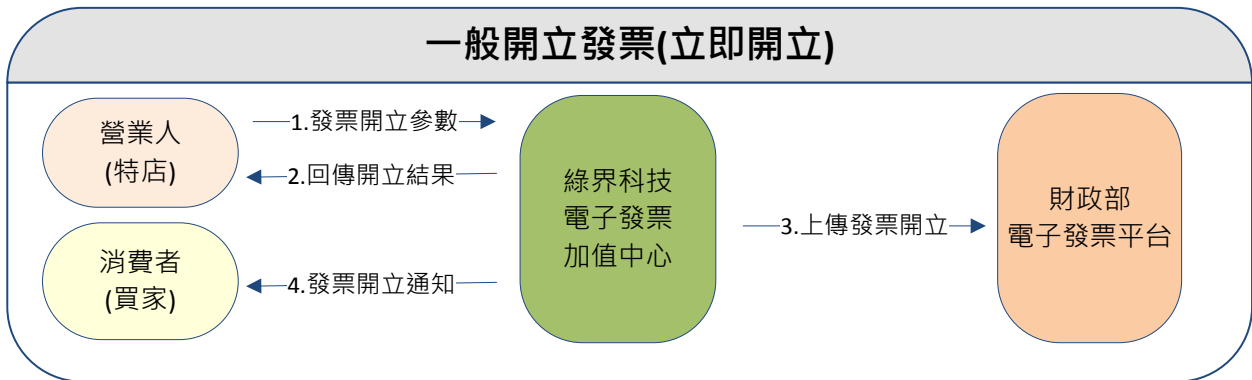 一般開立發票(立即開立)
營業人
(特店)
1.發票開立參數
2.回傳開立結果
消費者
(買家)
4.發票開立通知
綠界科技
電子發票
加值中心
3.上傳發票開立
財政部
電子發票平台